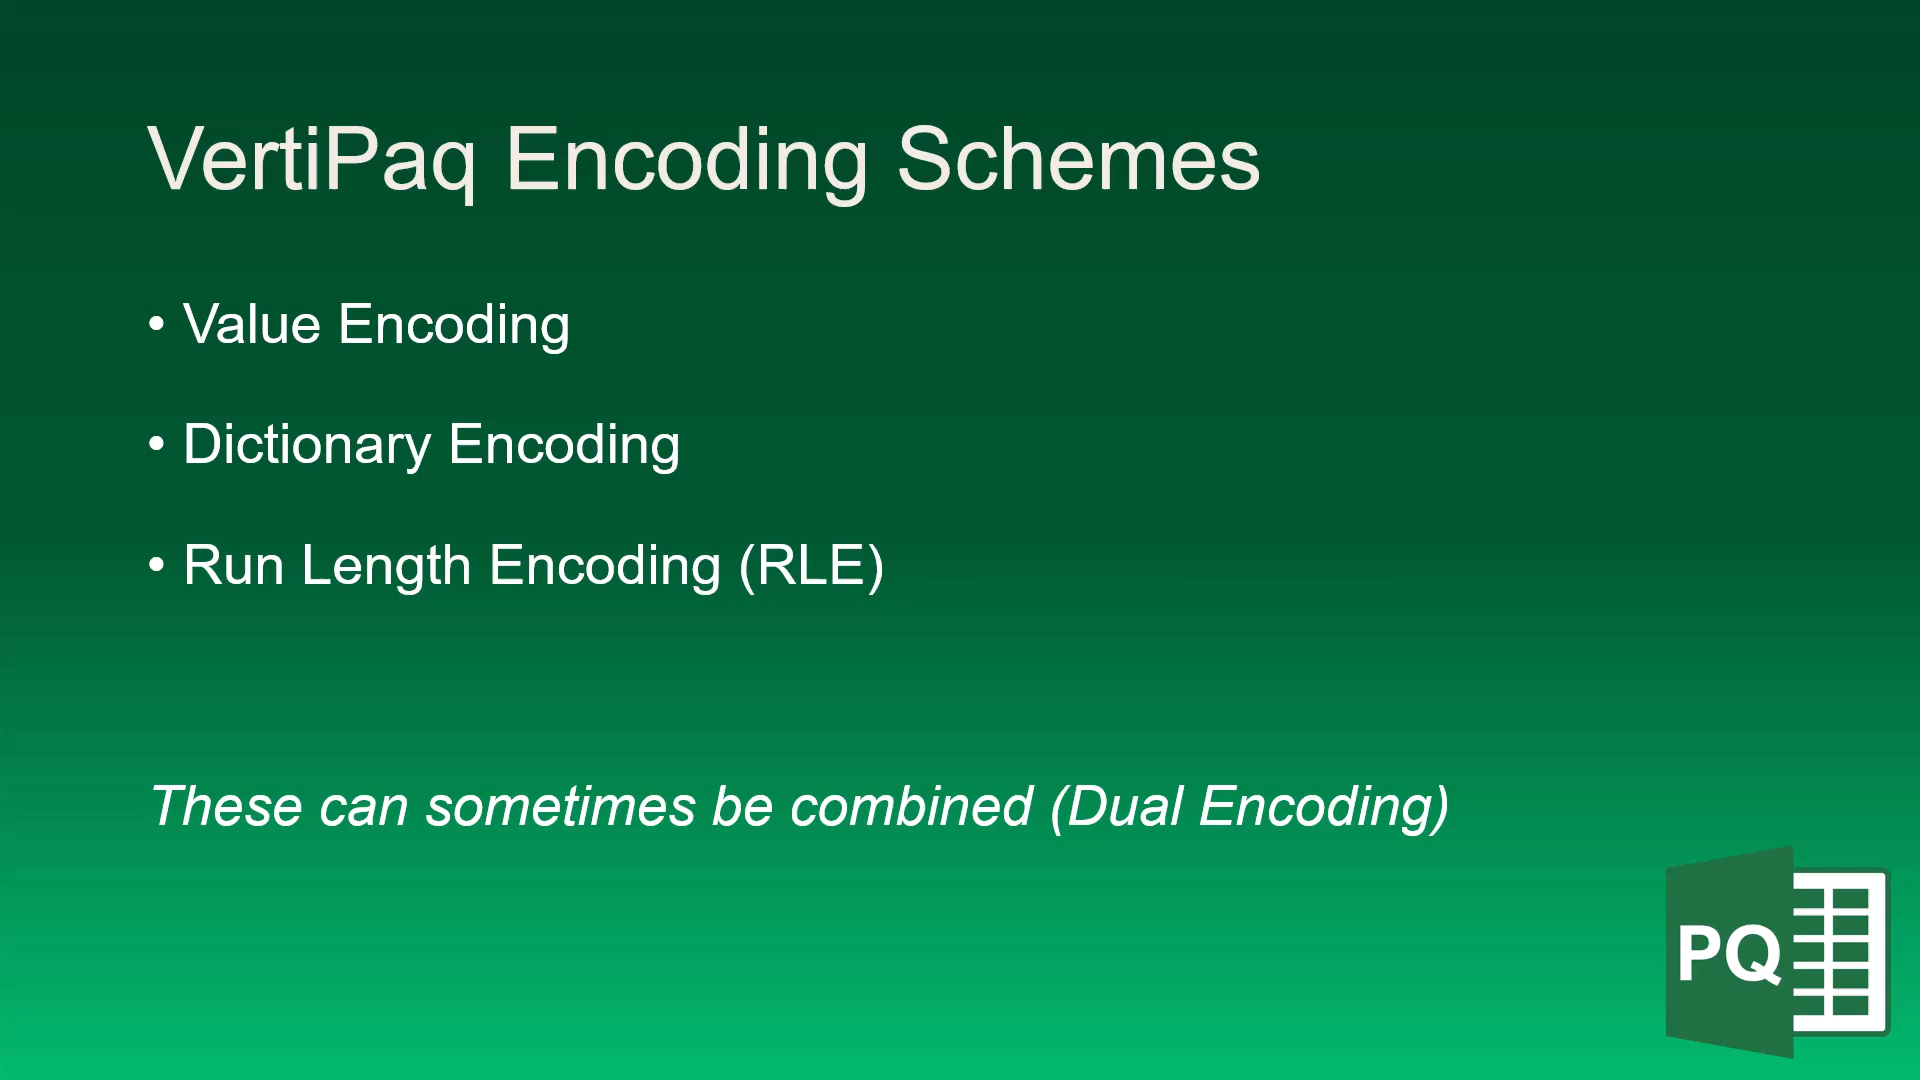 VertiPaq Encoding Schemes
• Value Encoding
• Dictionary Encoding
• Run Length Encoding (RLE)
These can sometimes be combined (Dual Encoding)
PQ